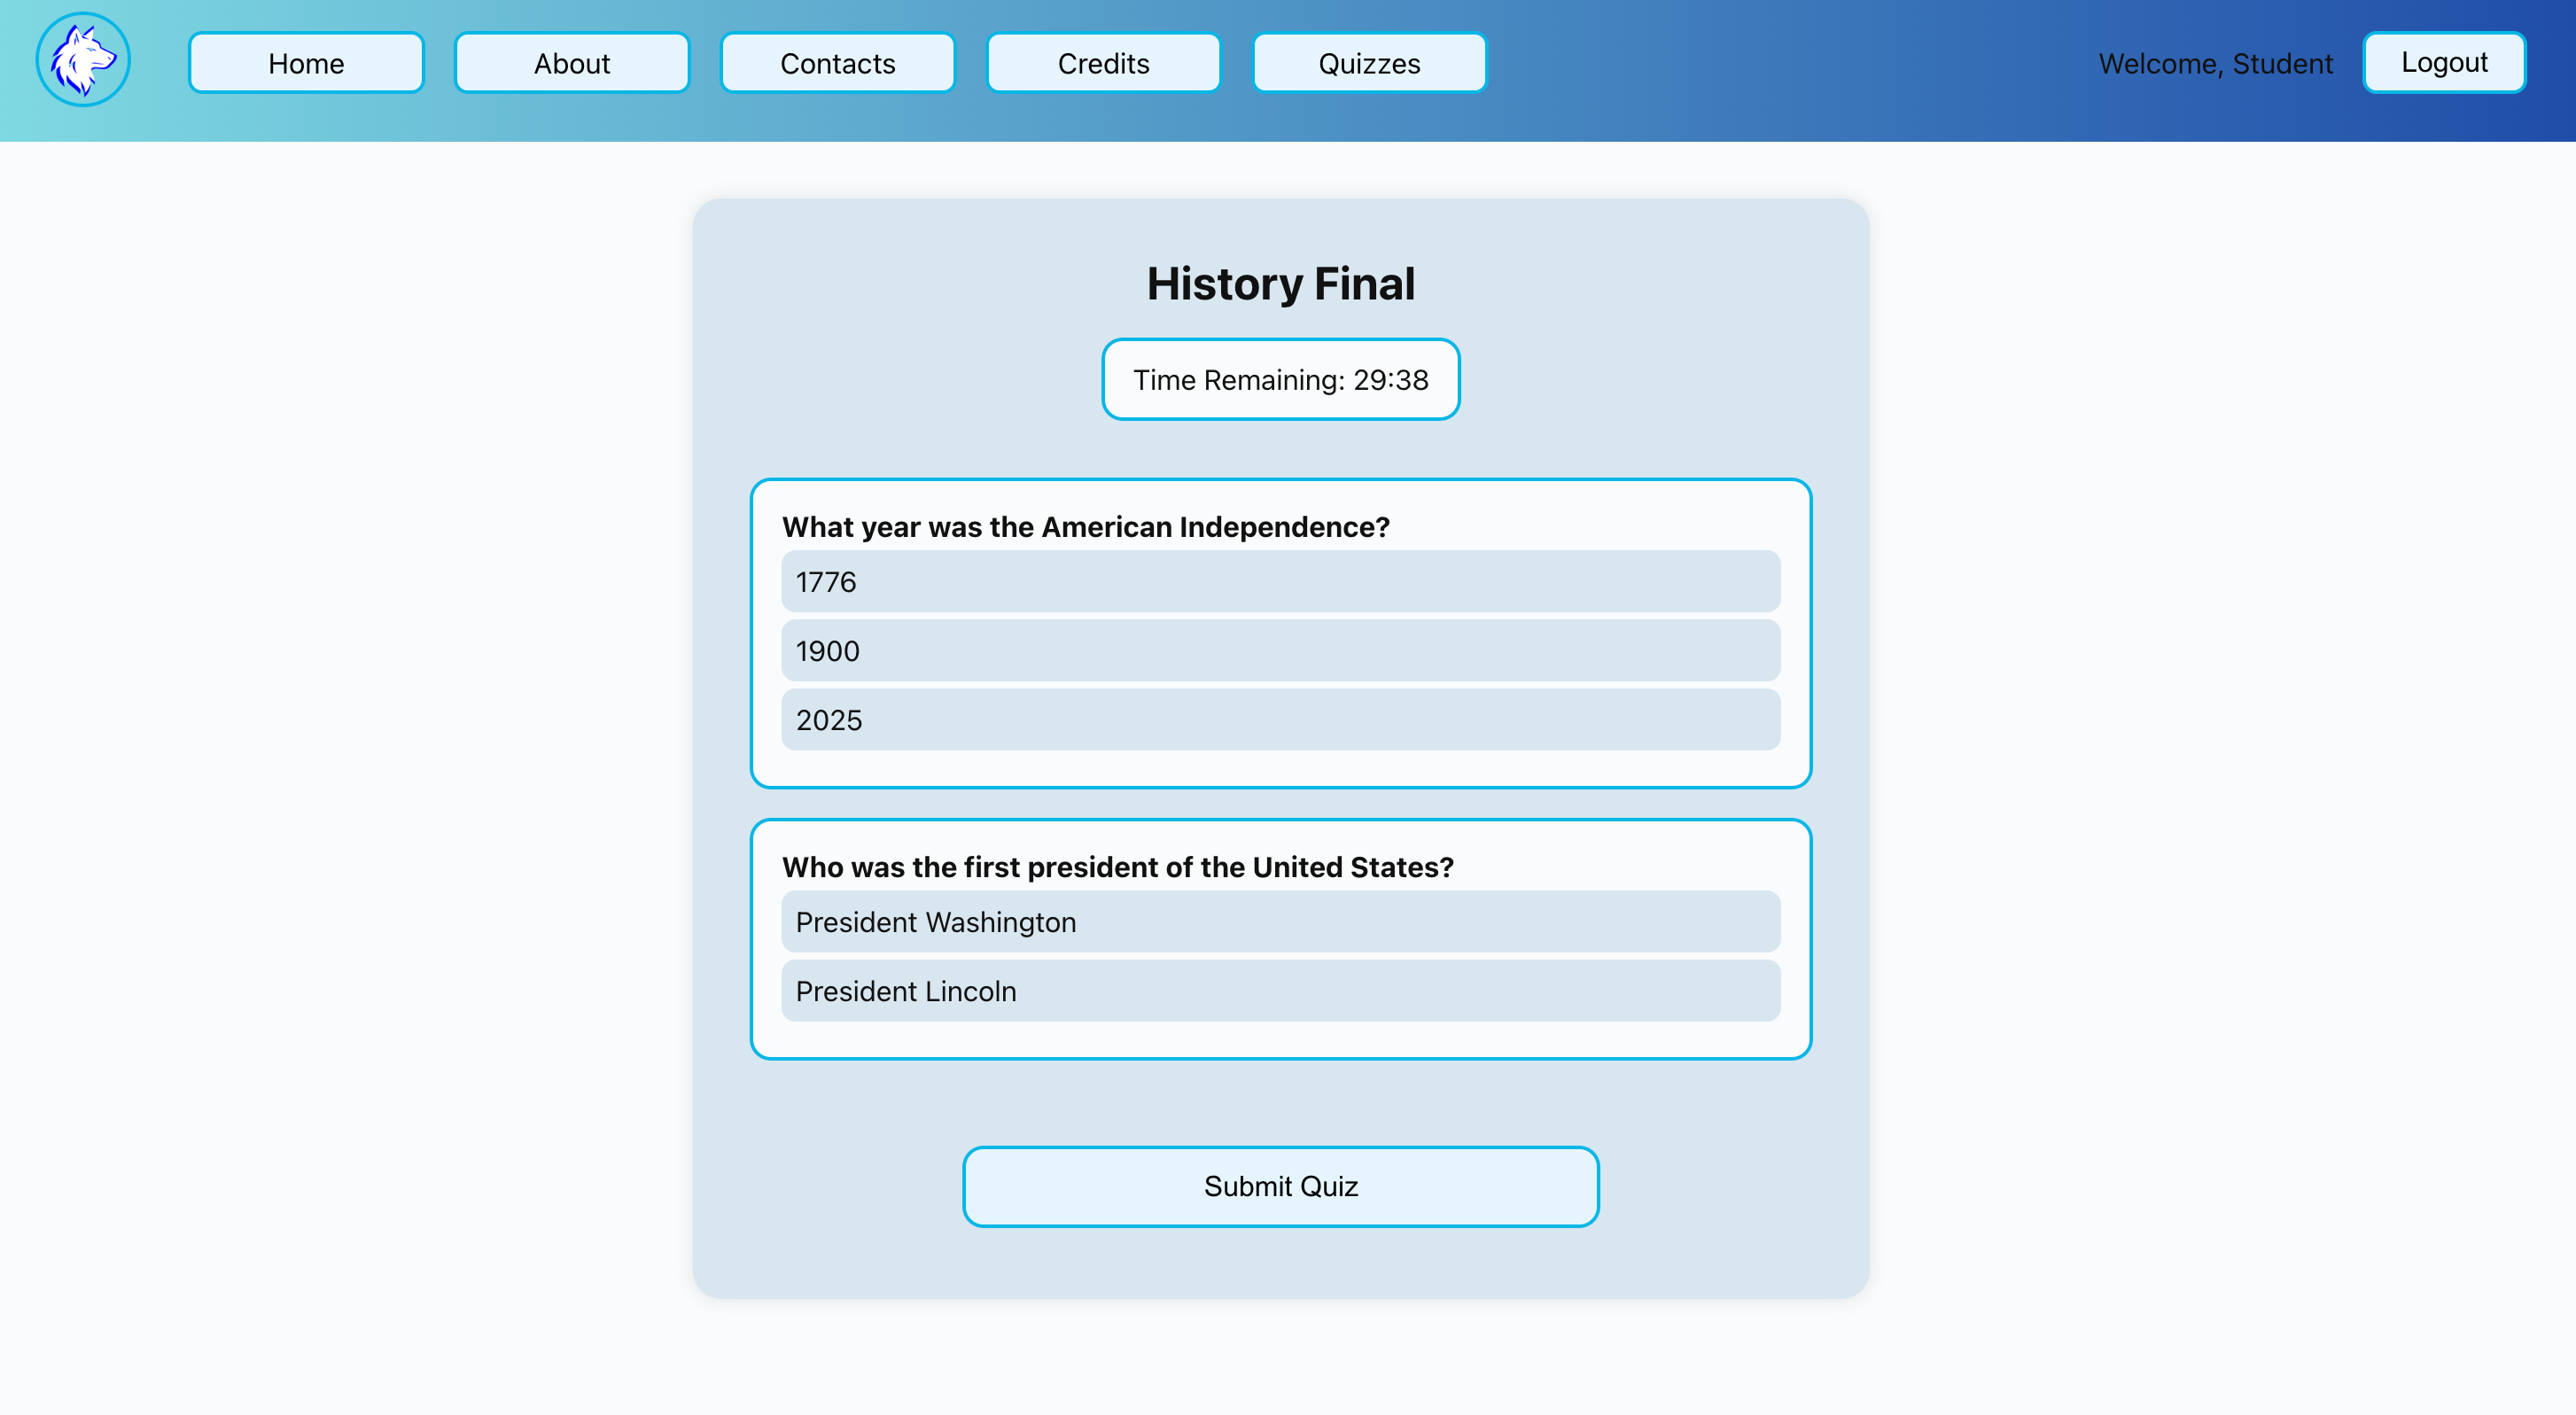 Home
About
Contacts
Credits
Quizzes
Welcome, Student
Logout
History Final
Time Remaining: 29:38
What year was the American Independence?
1776
1900
2025
Who was the first president of the United States?
President Washington
President Lincoln
Submit Quiz